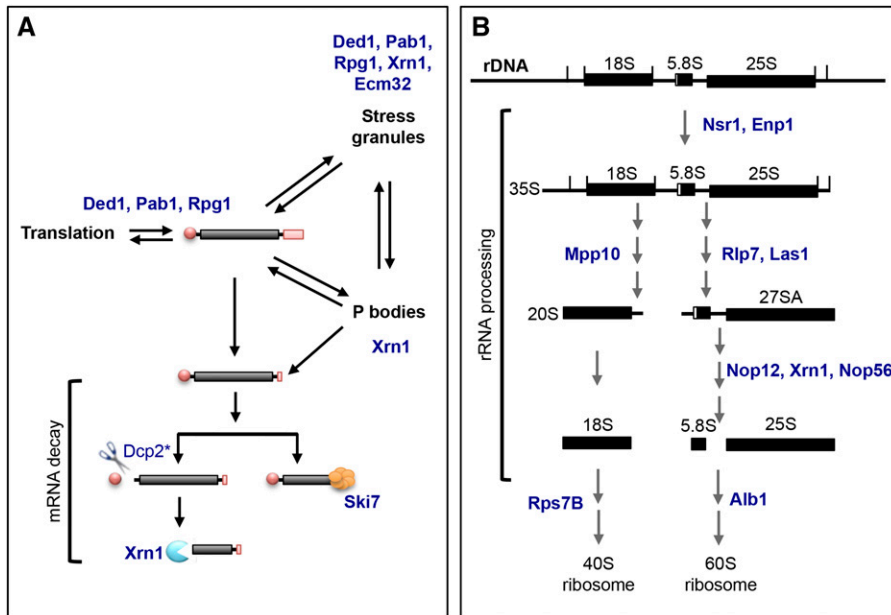 A
Ded1, Pab1,
Rpg1, Xrn1,
Ecm32
Stress
granules
Ded1, Pab1, Rpg1
Translation
P bodies
Xrn1
mRNA decay
Dcp2*
Ski7
Xrn1
B
rDNA
18S
5.8S
25S
Nsr1, Enp1
rRNA processing
35S
18S
5.8S
25S
Mpp10
Rlp7, Las1
20S
27SA
Nop12, Xrn1, Nop56
18S
5.8S
25S
Rps7B
Alb1
40S
ribosome
60S
ribosome